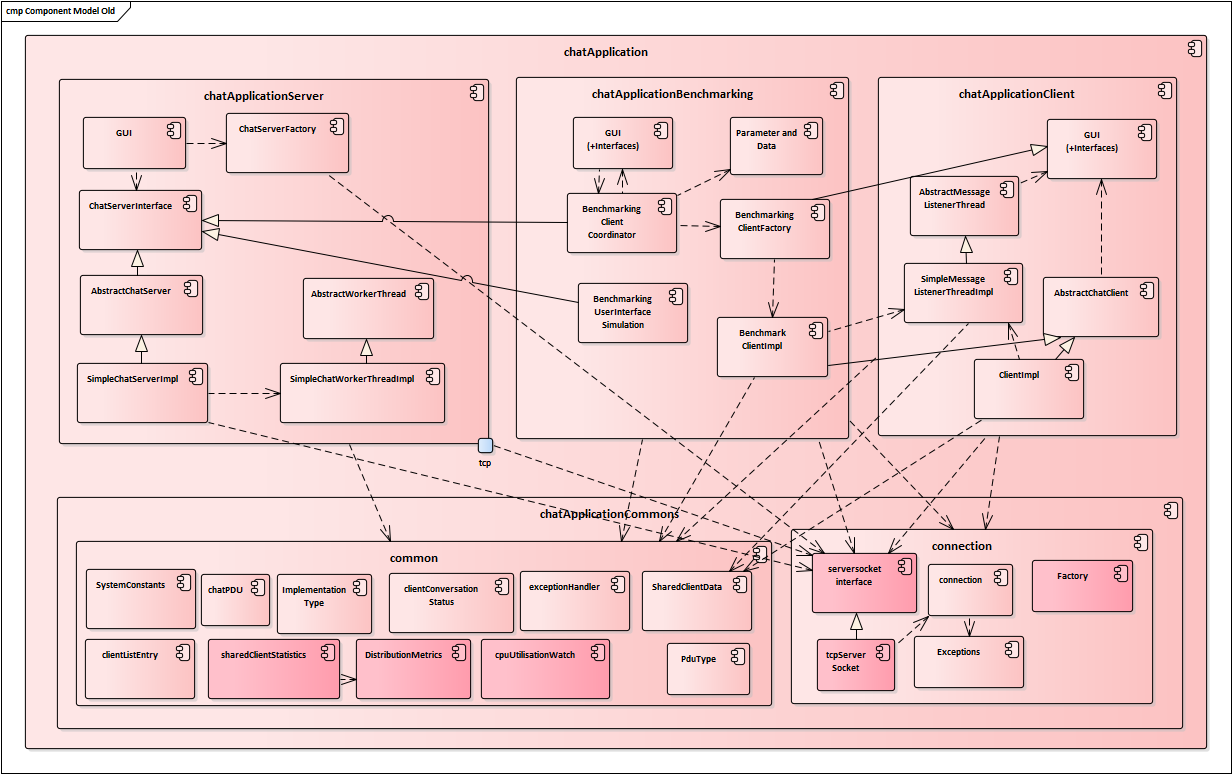 cmp Component Model Old
chatApplication
chatApplicationServer
GUI
ChatServerFactory
ChatServerInterface
AbstractChatServer
AbstractWorkerThread
SimpleChatServerImpl
SimpleChatWorkerThreadImpl
tcp
chatApplicationBenchmarking
GUI
(+Interfaces)
Parameter and
Data
Benchmarking
Client
Coordinator
Benchmarking
ClientFactory
Benchmarking
UserInterface
Simulation
Benchmark
ClientImpl
chatApplicationClient
GUI
(+Interfaces)
AbstractMessage
ListenerThread
SimpleMessage
ListenerThreadImpl
AbstractChatClient
ClientImpl
chatApplicationCommons
common
SystemConstants
chatPDU
Implementation
Type
clientConversation
Status
exceptionHandler
SharedClientData
clientListEntry
sharedClientStatistics
DistributionMetrics
cpuUtilisationWatch
PduType
connection
serversocket
interface
connection
Factory
tcpServer
Socket
Exceptions